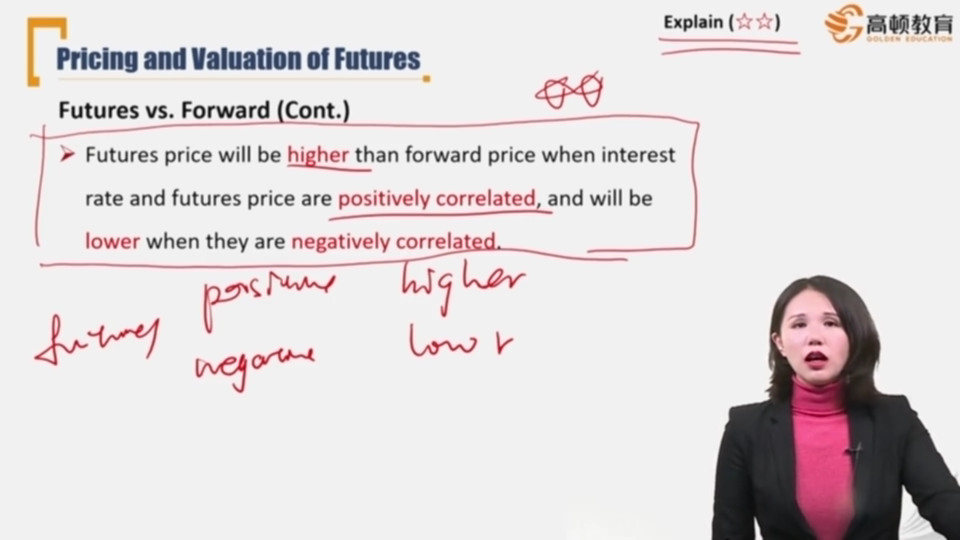 Explain (☆☆)
高顿教育
GOLDEN EDUCATION
Pricing and Valuation of Futures
Futures vs. Forward (Cont.)
➤ Futures price will be higher than forward price when interest
rate and futures price are positively correlated, and will be
lower when they are negatively correlated.
positive higher
futures
negative lower